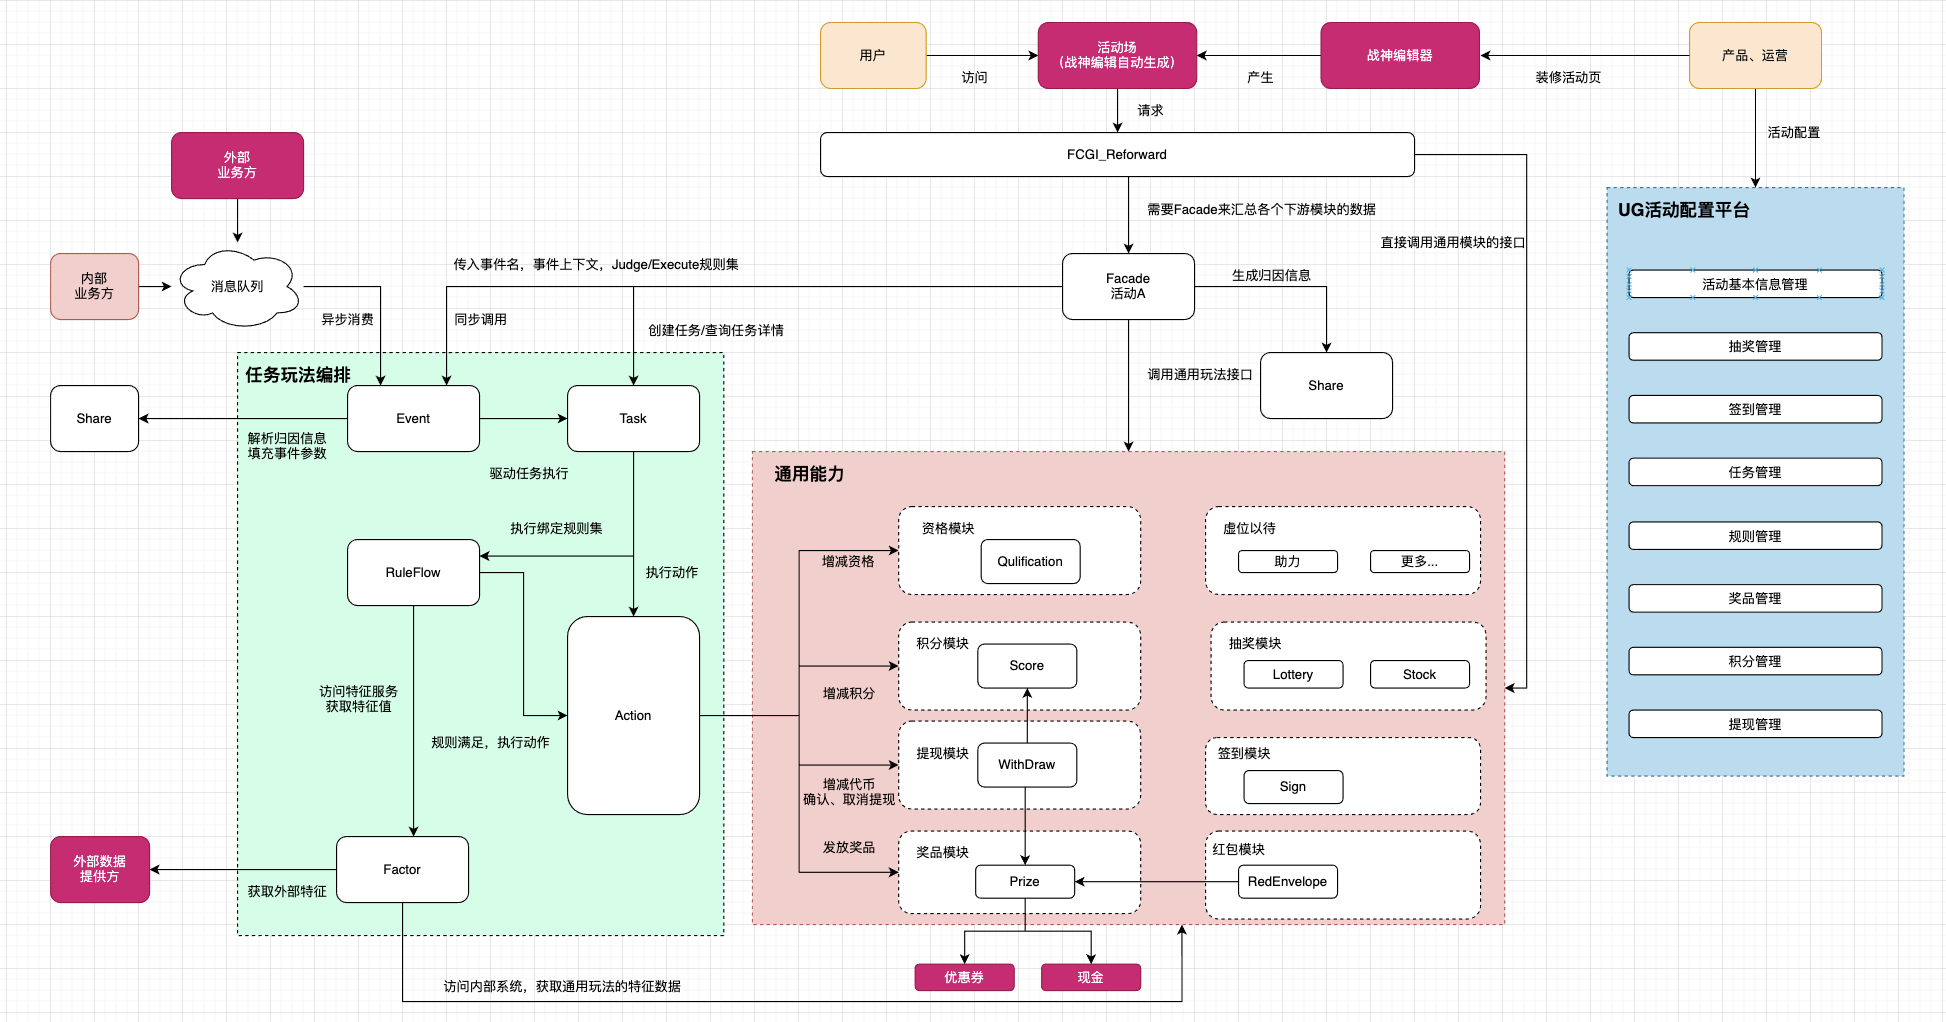 用户
访问
活动场
(战神编辑自动生成)
产生
战神编辑器
装修活动页
产品、运营
请求
活动配置
FCGI_Reforward
外部
业务方
需要Facade来汇总各个下游模块的数据
直接调用通用模块的接口
内部
业务方
消息队列
异步消费
传入事件名，事件上下文，Judge/Execute规则集
同步调用
创建任务/查询任务详情
Facade
活动A
生成归因信息
调用通用玩法接口
Share
任务玩法编排
Share
解析归因信息
填充事件参数
Event
Task
驱动任务执行
执行绑定规则集
RuleFlow
执行动作
访问特征服务
获取特征值
规则满足，执行动作
Action
Factor
外部数据
提供方
获取外部特征
访问内部系统，获取通用玩法的特征数据
通用能力
增减资格
资格模块
Qulification
虚位以待
助力
更多...
增减积分
积分模块
Score
抽奖模块
Lottery
Stock
增减代币
确认、取消提现
提现模块
WithDraw
签到模块
Sign
发放奖品
奖品模块
Prize
红包模块
RedEnvelope
优惠券
现金
UG活动配置平台
活动基本信息管理
抽奖管理
签到管理
任务管理
规则管理
奖品管理
积分管理
提现管理